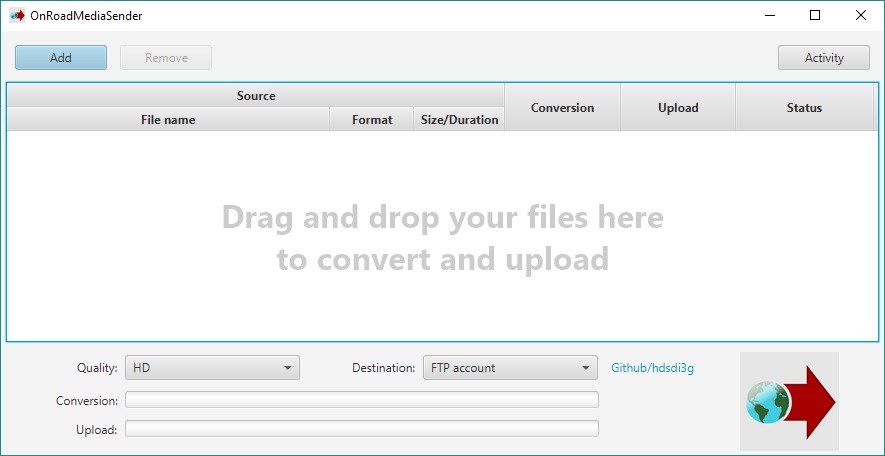 OnRoadMediaSender
Add
Remove
Activity
Source
File name
Format
Size/Duration
Conversion
Upload
Status
Drag and drop your files here
to convert and upload
Quality:
HD
Destination:
FTP account
Github/hdsdi3g
Conversion:
Upload: